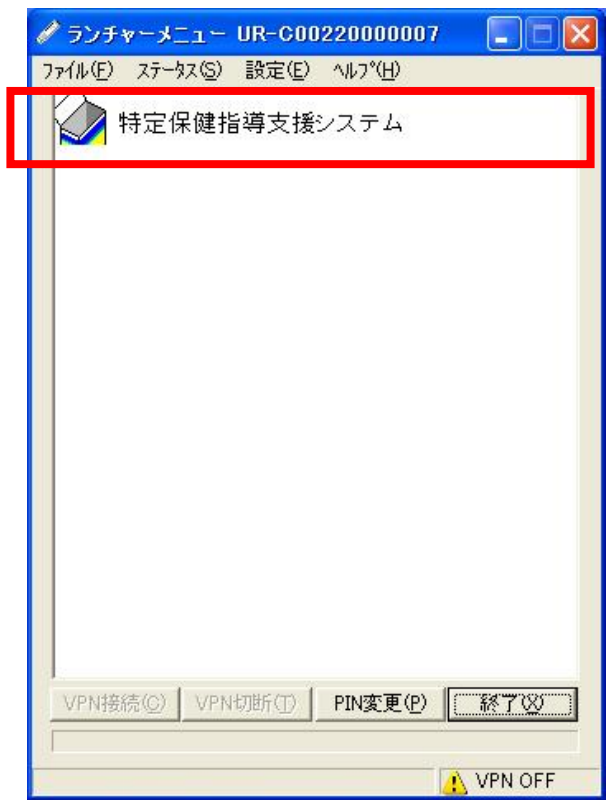 ランチャーメニュー UR-C00220000007
ファイル(F) ステータス(S) 設定(E) ヘルプ(H)
特定保健指導支援システム
VPN接続(C) VPN切断(T) PIN変更(P) 終了(X)
VPN OFF